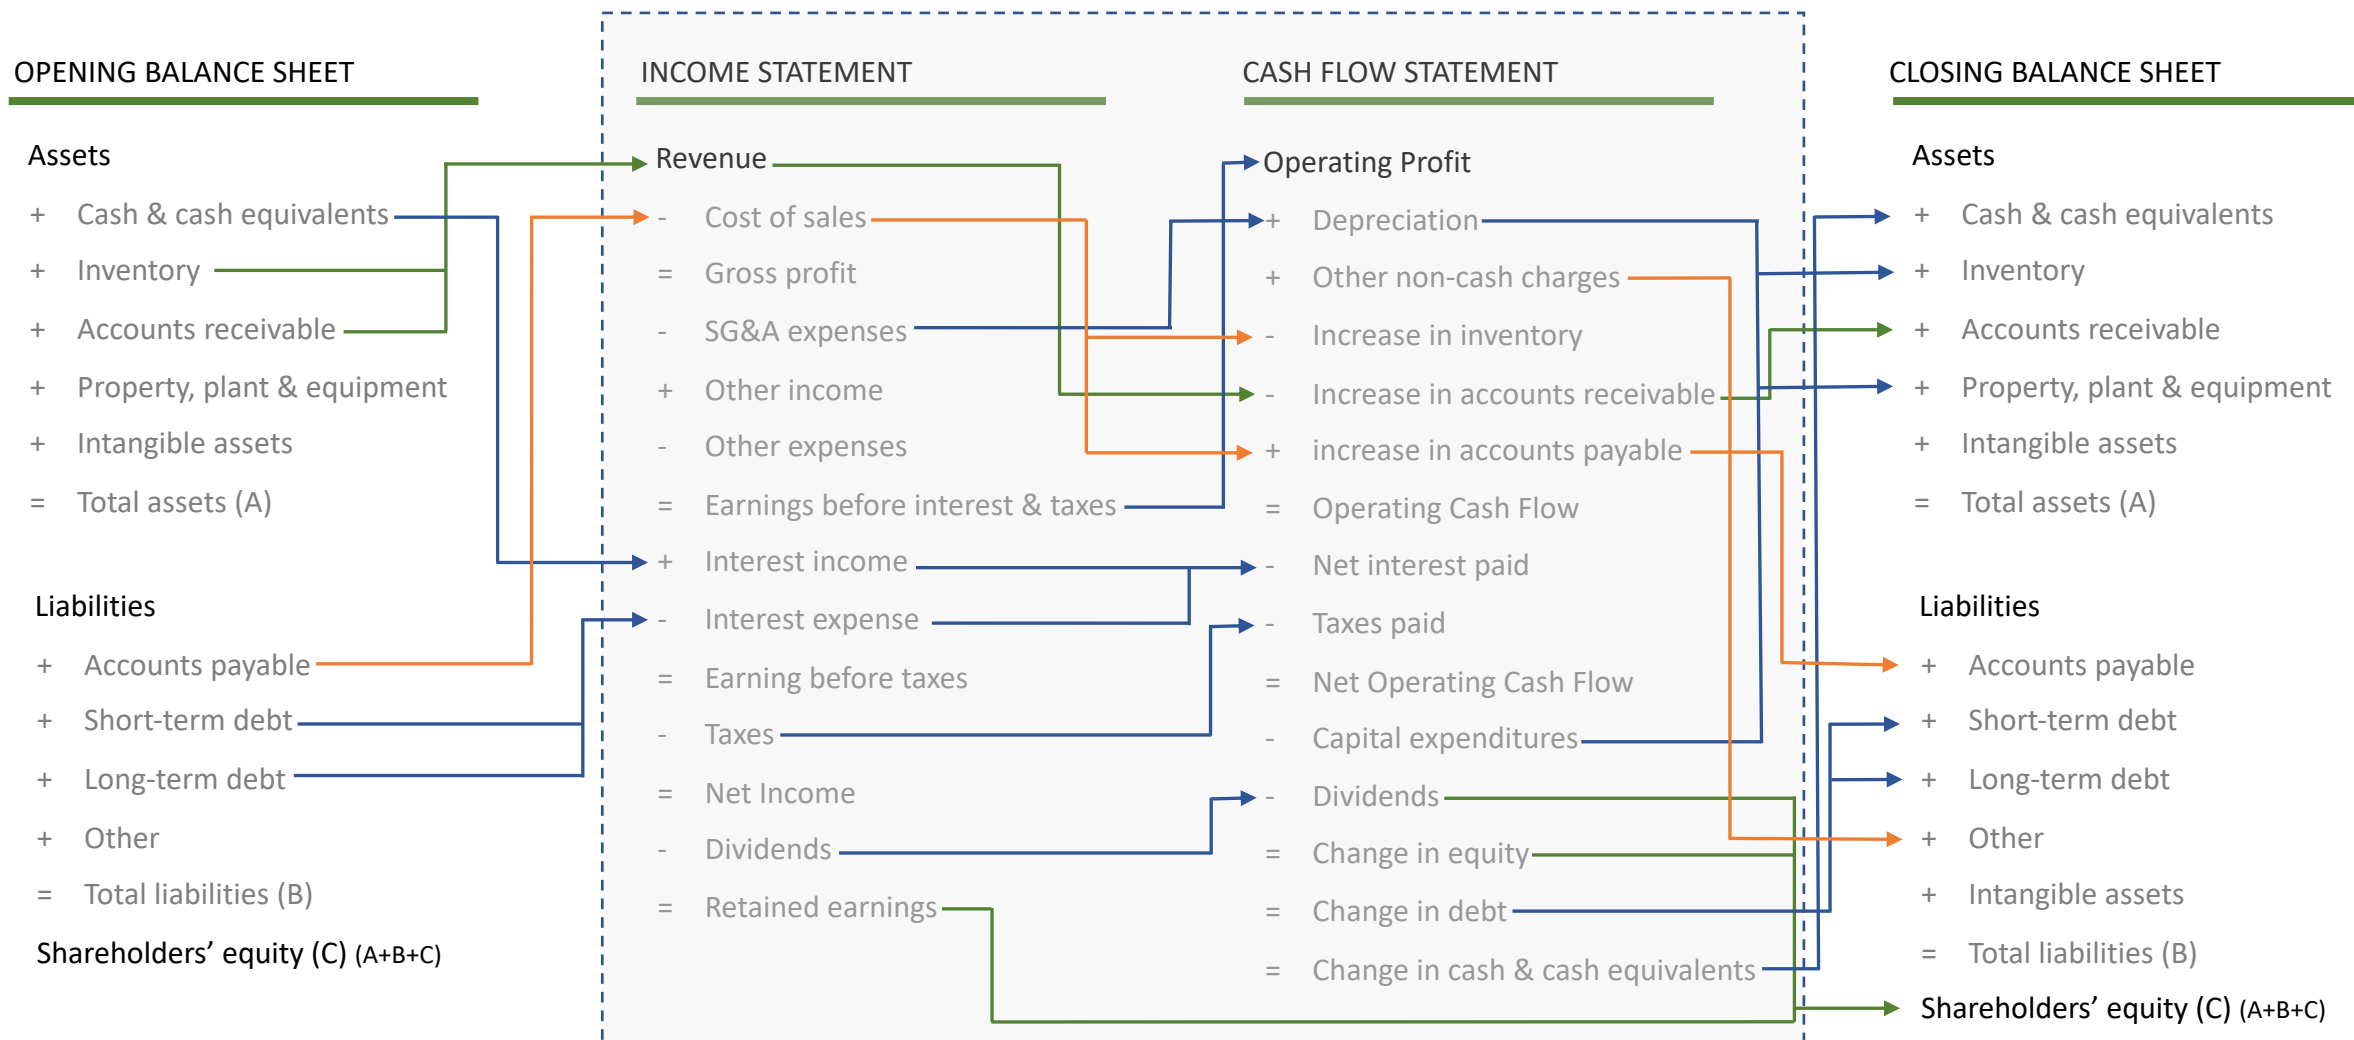 OPENING BALANCE SHEET
Assets
+ Cash & cash equivalents
+ Inventory
+ Accounts receivable
+ Property, plant & equipment
+ Intangible assets
= Total assets (A)
Liabilities
+ Accounts payable
+ Short-term debt
+ Long-term debt
+ Other
= Total liabilities (B)
Shareholders’ equity (C) (A+B+C)
INCOME STATEMENT
Revenue
- Cost of sales
= Gross profit
- SG&A expenses
+ Other income
- Other expenses
= Earnings before interest & taxes
+ Interest income
- Interest expense
= Earning before taxes
- Taxes
= Net Income
- Dividends
= Retained earnings
CASH FLOW STATEMENT
Operating Profit
+ Depreciation
+ Other non-cash charges
- Increase in inventory
- Increase in accounts receivable
+ increase in accounts payable
= Operating Cash Flow
- Net interest paid
- Taxes paid
= Net Operating Cash Flow
- Capital expenditures
- Dividends
= Change in equity
= Change in debt
= Change in cash & cash equivalents
CLOSING BALANCE SHEET
Assets
+ Cash & cash equivalents
+ Inventory
+ Accounts receivable
+ Property, plant & equipment
+ Intangible assets
= Total assets (A)
Liabilities
+ Accounts payable
+ Short-term debt
+ Long-term debt
+ Other
+ Intangible assets
= Total liabilities (B)
Shareholders’ equity (C) (A+B+C)